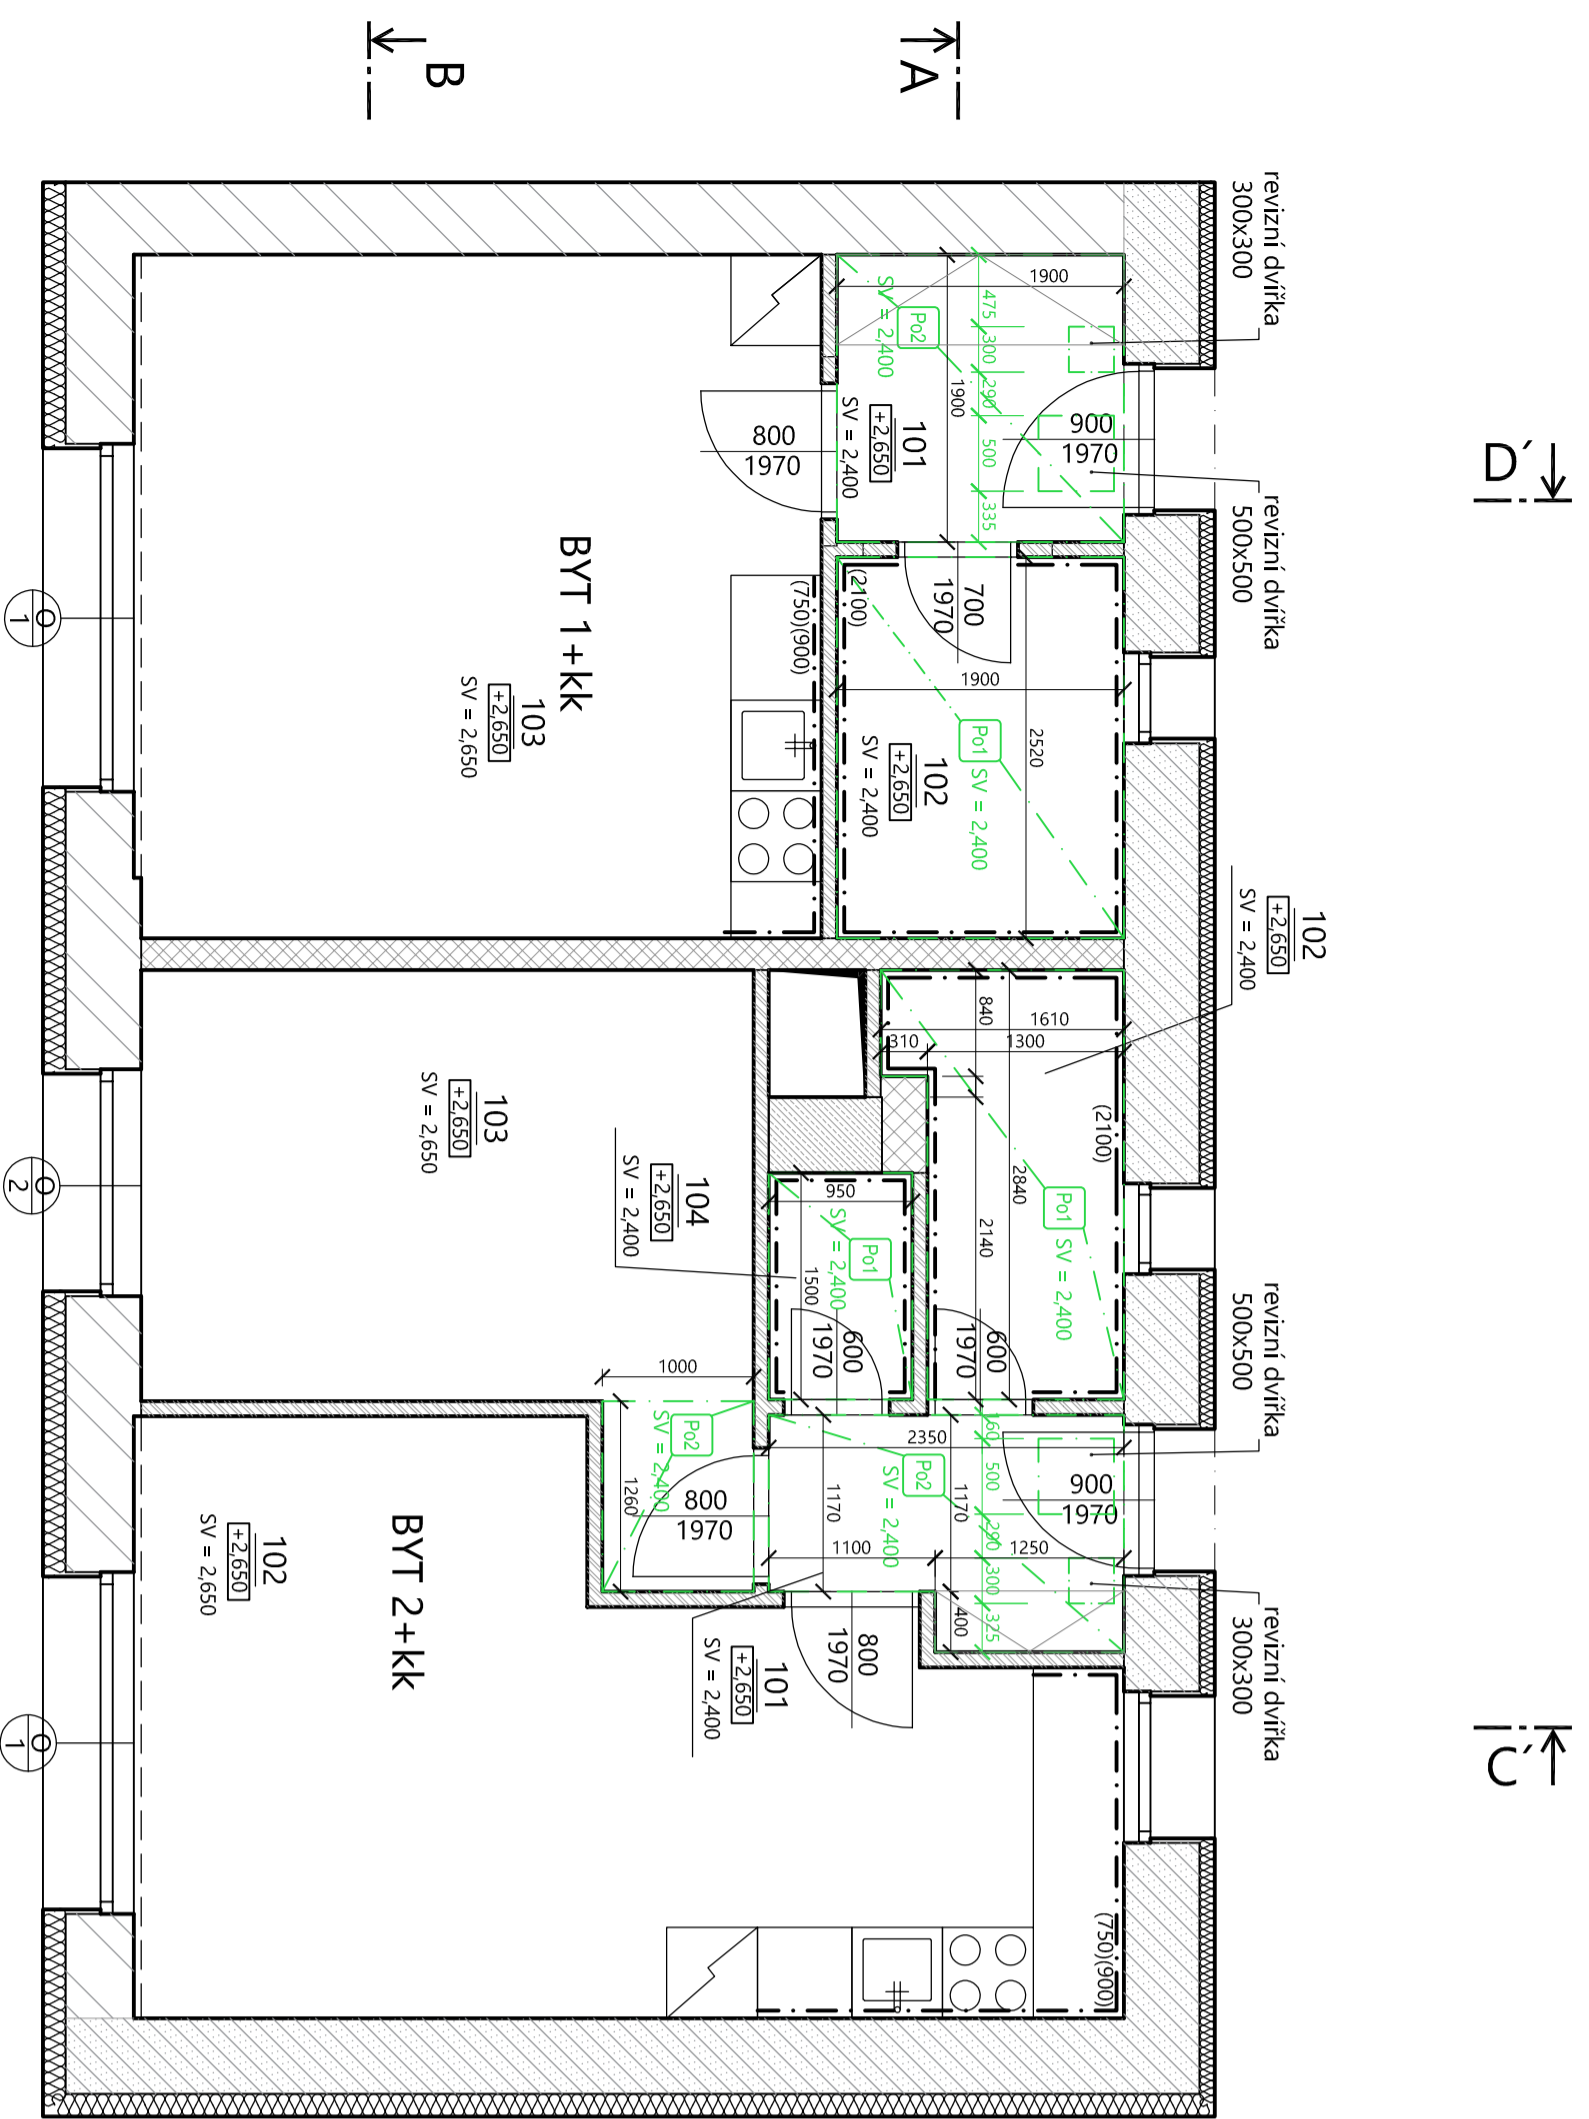 A
B
D´
C´
revizní dvířka
300x300
revizní dvířka
500x500
revizní dvířka
500x500
revizní dvířka
300x300
102
+2,650
SV = 2,400
900
1970
1900
475
300
290
500
335
1900
Po2
SV = 2,400
101
+2,650
SV = 2,400
800
1970
700
1970
(2100)
(750)(900)
1900
2520
Po1
SV = 2,400
102
+2,650
SV = 2,400
BYT 1+kk
103
+2,650
SV = 2,650
O
1
840
1610
310
1300
(2100)
2840
2140
Po1
SV = 2,400
600
1970
950
1500
Po1
SV = 2,400
600
1970
104
+2,650
SV = 2,400
103
+2,650
SV = 2,650
O
2
1000
1260
Po2
SV = 2,400
800
1970
2350
160
500
290
300
325
900
1970
1170
1170
Po2
SV = 2,400
1100
1250
400
800
1970
101
+2,650
SV = 2,400
BYT 2+kk
102
+2,650
SV = 2,650
(750)(900)
O
1